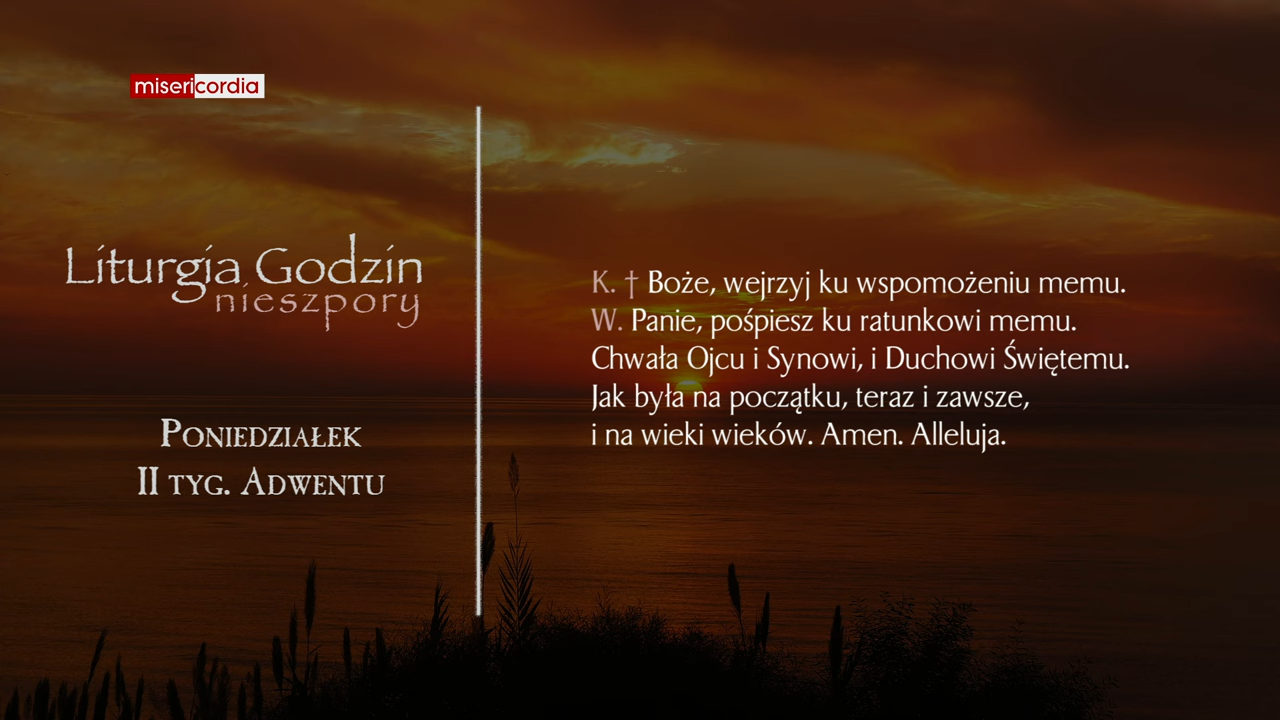 misericordia
Liturgia Godzin
nieszpory
Poniedziałek
II tyg. Adwentu
K. † Boże, wejrzyj ku wspomożeniu memu.
W. Panie, pośpiesz ku ratunkowi memu.
Chwała Ojcu i Synowi, i Duchowi Świętemu.
Jak była na początku, teraz i zawsze,
i na wieki wieków. Amen. Alleluja.